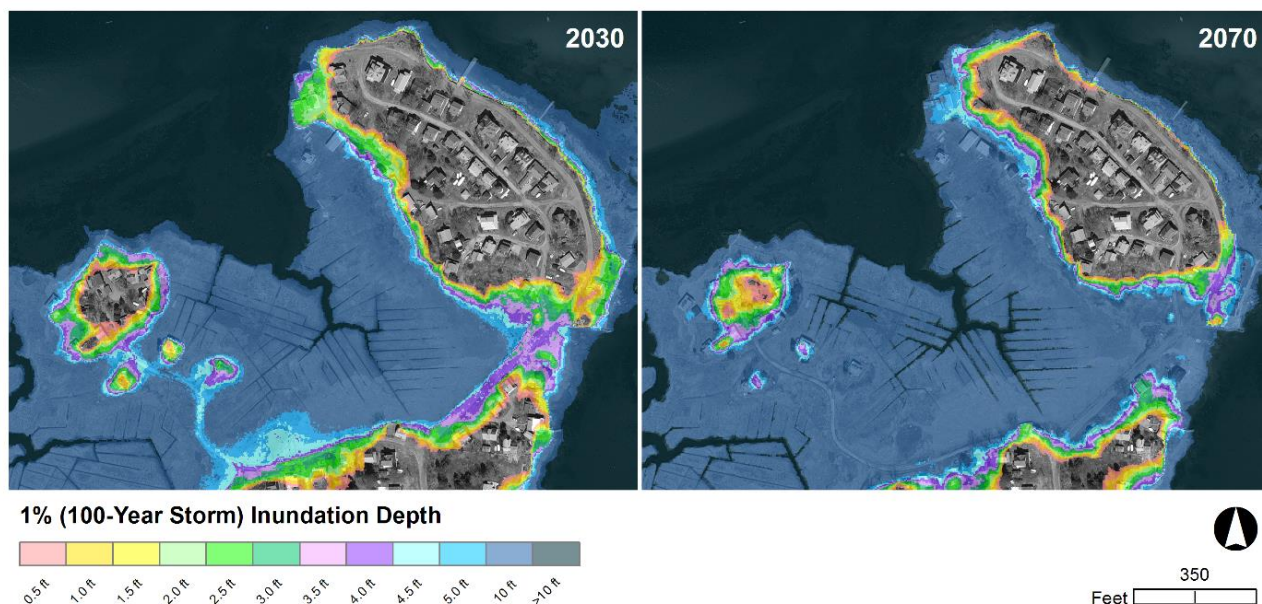 2030
2070
1% (100-Year Storm) Inundation Depth
0.5 ft
1.0 ft
1.5 ft
2.0 ft
2.5 ft
3.0 ft
3.5 ft
4.0 ft
4.5 ft
5.0 ft
10 ft
>10 ft
350
Feet